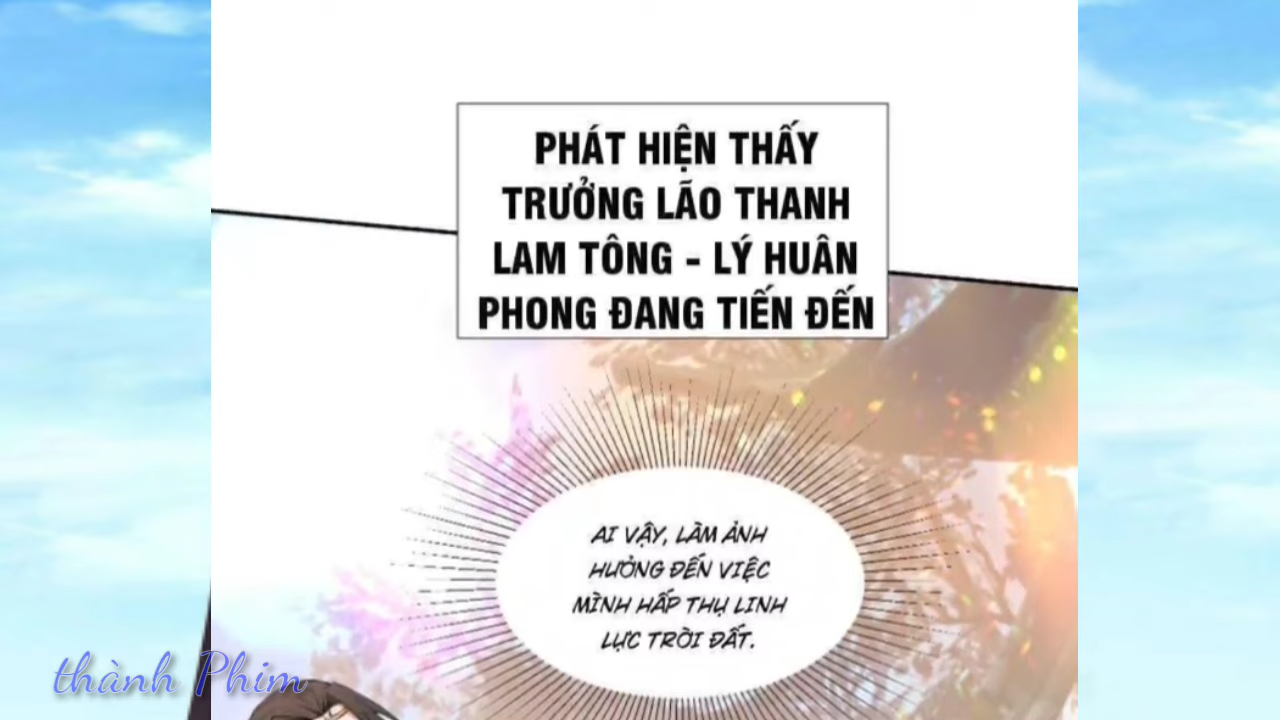 PHÁT HIỆN THẤY
TRƯỞNG LÃO THANH
LAM TÔNG - LÝ HUÂN
PHONG ĐANG TIẾN ĐẾN
AI VẬY, LÀM ẢNH
HƯỞNG ĐẾN VIỆC
MÌNH HẤP THỤ LINH
LỰC TRỜI ĐẤT.
thành Phim